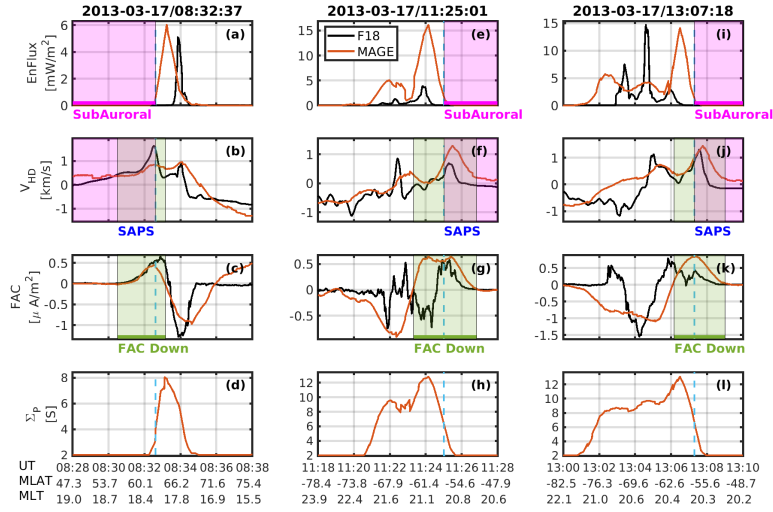 2013-03-17/08:32:37 2013-03-17/11:25:01 2013-03-17/13:07:18
EnFlux
[mW/m²]
6
4
2
0
(a)
SubAuroral
15
10
5
0
F18
MAGE
(e)
SubAuroral
15
10
5
0
(i)
SubAuroral
V_HD
[km/s]
1
0
-1
(b)
SAPS
1
0
-1
(f)
SAPS
1
0
-1
(j)
SAPS
FAC
[μ A/m²]
0.5
0
-0.5
-1
(c)
FAC Down
0.5
0
-0.5
(g)
FAC Down
0.5
0
-0.5
-1
-1.5
(k)
FAC Down
Σ_P
[S]
8
6
4
2
(d)
12
10
8
6
4
2
(h)
12
10
8
6
4
2
(l)
UT 08:28 08:30 08:32 08:34 08:36 08:38 11:18 11:20 11:22 11:24 11:26 11:28 13:00 13:02 13:04 13:06 13:08 13:10
MLAT 47.3 53.7 60.1 66.2 71.6 75.4 -78.4 -73.8 -67.9 -61.4 -54.6 -47.9 -82.5 -76.3 -69.6 -62.6 -55.6 -48.7
MLT 19.0 18.7 18.4 17.8 16.9 15.5 23.9 22.4 21.6 21.1 20.8 20.6 22.1 21.0 20.6 20.4 20.3 20.2